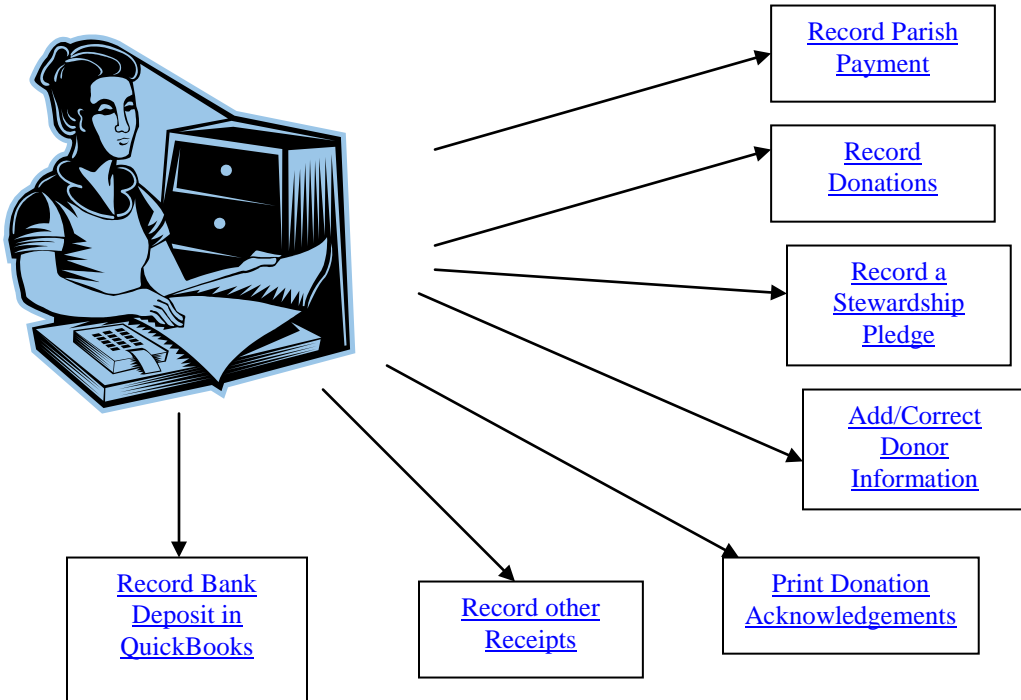 Record Parish
Payment
Record
Donations
Record a
Stewardship
Pledge
Add/Correct
Donor
Information
Record Bank
Deposit in
QuickBooks
Record other
Receipts
Print Donation
Acknowledgements